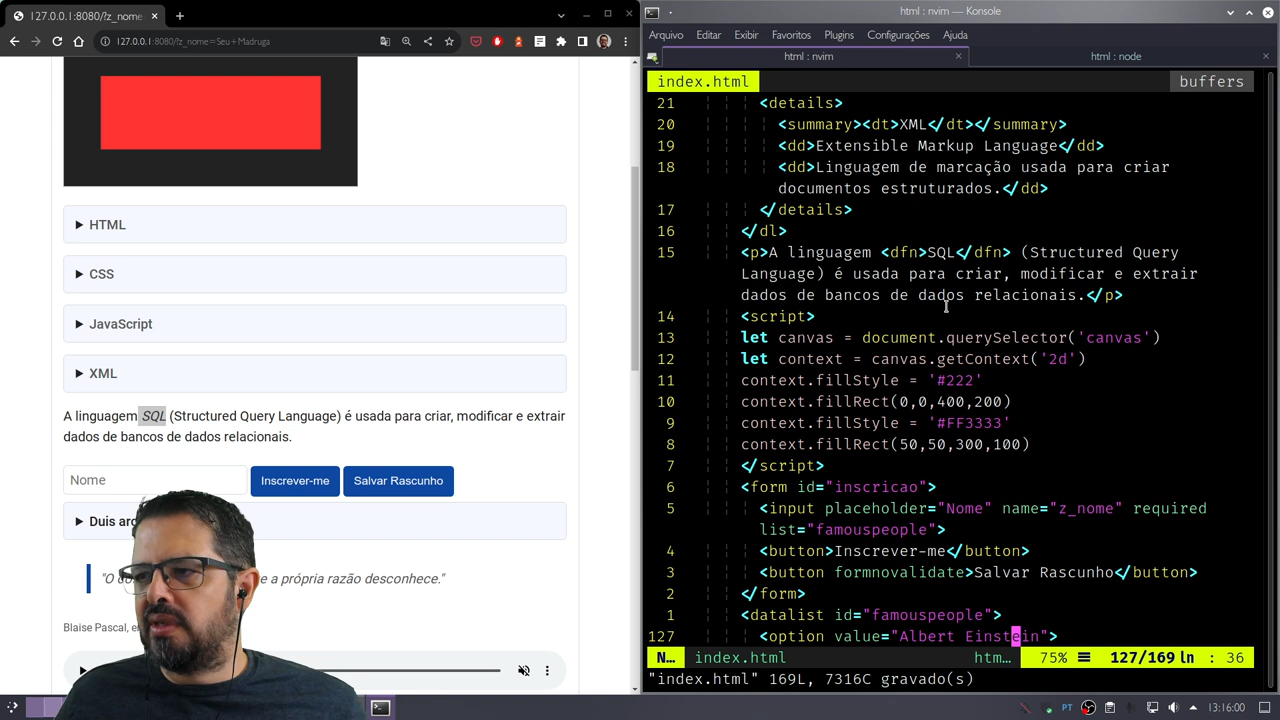 127.0.0.1:8080/?z_nome
127.0.0.1:8080/?z_nome=Seu+Madruga
HTML
CSS
JavaScript
XML
A linguagem SQL (Structured Query Language) é usada para criar, modificar e extrair
dados de bancos de dados relacionais.
Nome
Inscrever-me
Salvar Rascunho
Duis
"O
e a própria razão desconhece."
Blaise Pascal,
html : nvim — Konsole
Arquivo Editar Exibir Favoritos Plugins Configurações Ajuda
html : nvim
html : node
index.html
buffers
21 <details>
20 <summary><dt>XML</dt></summary>
19 <dd>Extensible Markup Language</dd>
18 <dd>Linguagem de marcação usada para criar
documentos estruturados.</dd>
17 </details>
16 </dl>
15 <p>A linguagem <dfn>SQL</dfn> (Structured Query
Language) é usada para criar, modificar e extrair
dados de bancos de dados relacionais.</p>
14 <script>
13 let canvas = document.querySelector('canvas')
12 let context = canvas.getContext('2d')
11 context.fillStyle = '#222'
10 context.fillRect(0,0,400,200)
9 context.fillStyle = '#FF3333'
8 context.fillRect(50,50,300,100)
7 </script>
6 <form id="inscricao">
5 <input placeholder="Nome" name="z_nome" required
list="famouspeople">
4 <button>Inscrever-me</button>
3 <button formnovalidate>Salvar Rascunho</button>
2 </form>
1 <datalist id="famouspeople">
127 <option value="Albert Einstein">
N… index.html htm… 75% ☰ 127/169 ln : 36
"index.html" 169L, 7316C gravado(s)
PT
13:16:00